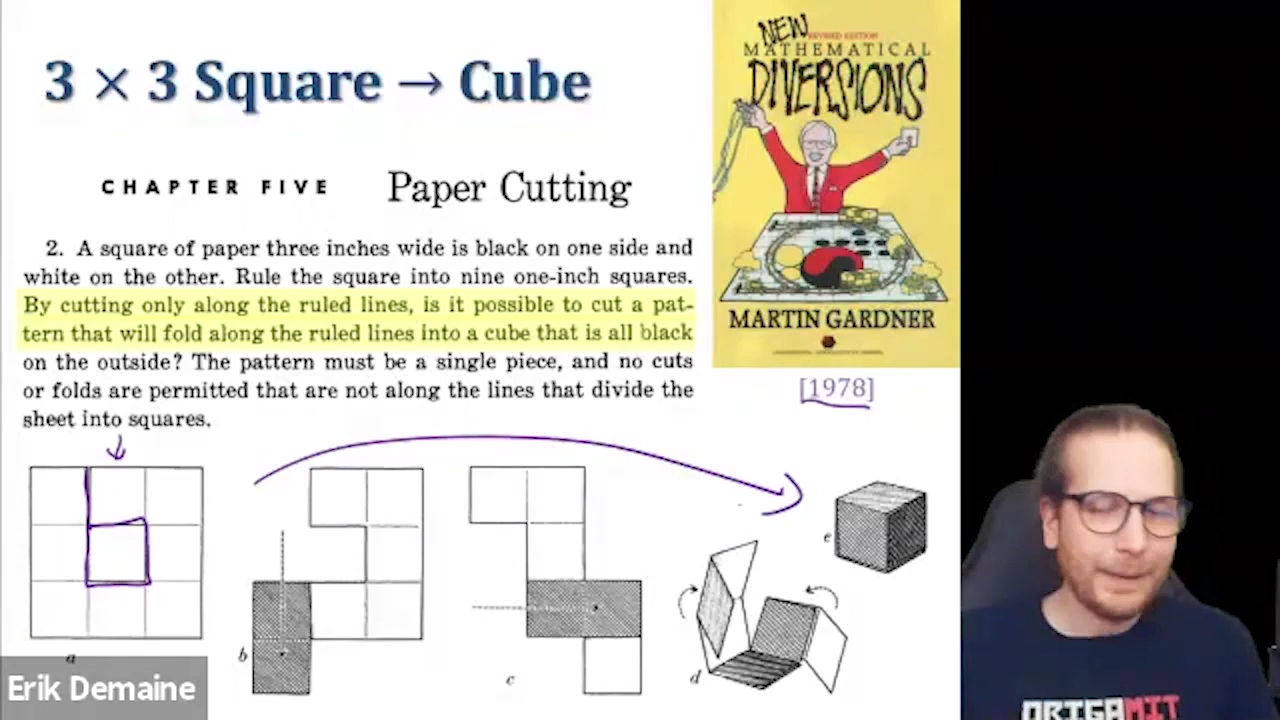 3 × 3 Square → Cube
CHAPTER FIVE Paper Cutting
2. A square of paper three inches wide is black on one side and
white on the other. Rule the square into nine one-inch squares.
By cutting only along the ruled lines, is it possible to cut a pat-
tern that will fold along the ruled lines into a cube that is all black
on the outside? The pattern must be a single piece, and no cuts
or folds are permitted that are not along the lines that divide the
sheet into squares.
NEW
REVISED EDITION
MATHEMATICAL
DIVERSIONS
MARTIN GARDNER
[1978]
a
b
c
d
e
Erik Demaine
ORIGAMIT